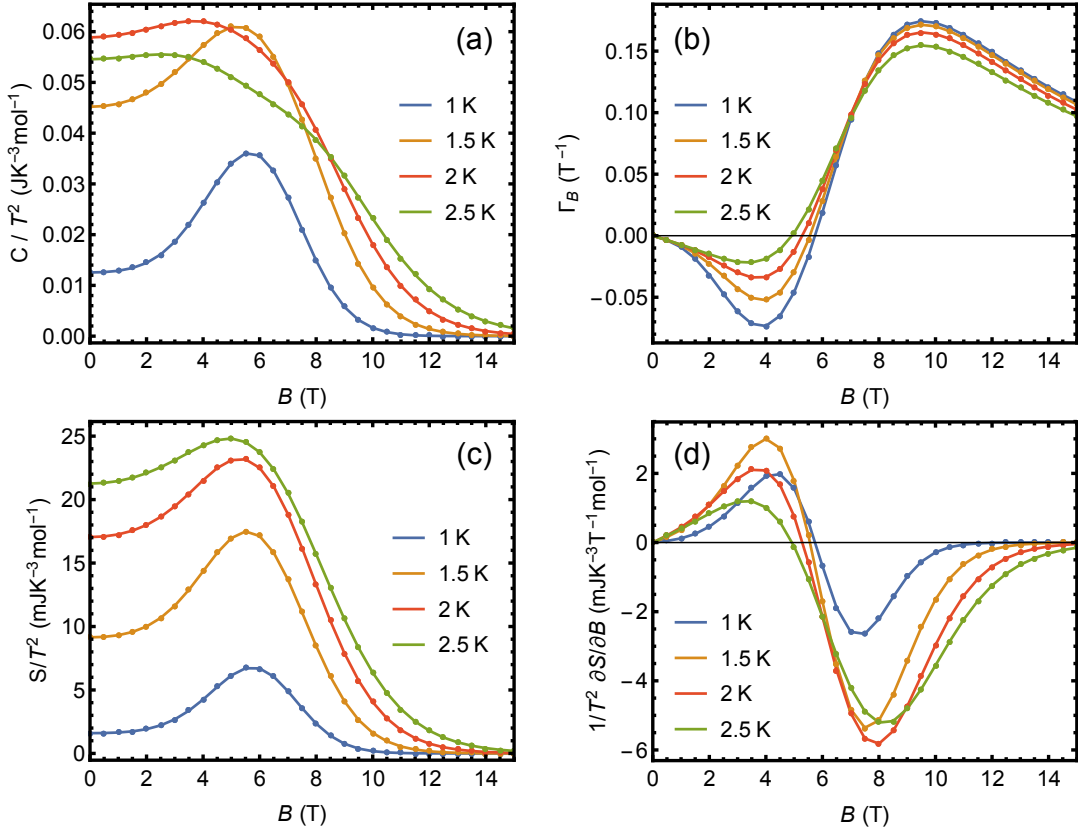 (a)
C / T² (JK⁻³mol⁻¹)
0.06
0.05
0.04
0.03
0.02
0.01
0.00
1 K
1.5 K
2 K
2.5 K
0 2 4 6 8 10 12 14
B (T)
(b)
Γ_B (T⁻¹)
0.15
0.10
0.05
0.00
−0.05
1 K
1.5 K
2 K
2.5 K
0 2 4 6 8 10 12 14
B (T)
(c)
S/T² (mJK⁻³mol⁻¹)
25
20
15
10
5
0
1 K
1.5 K
2 K
2.5 K
0 2 4 6 8 10 12 14
B (T)
(d)
1/T² ∂S/∂B (mJK⁻³T⁻¹mol⁻¹)
2
0
−2
−4
−6
1 K
1.5 K
2 K
2.5 K
0 2 4 6 8 10 12 14
B (T)